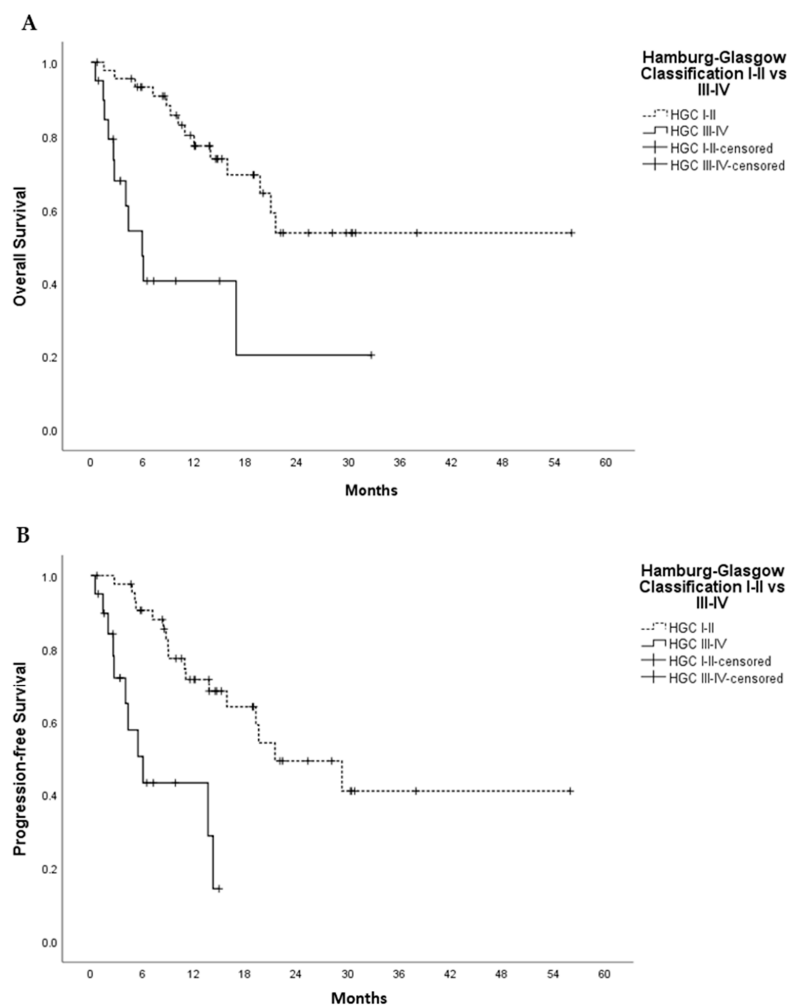 A
Hamburg-Glasgow
Classification I-II vs
III-IV
HGC I-II
HGC III-IV
HGC I-II-censored
HGC III-IV-censored
Overall Survival
1.0
0.8
0.6
0.4
0.2
0.0
0 6 12 18 24 30 36 42 48 54 60
Months
B
Hamburg-Glasgow
Classification I-II vs
III-IV
HGC I-II
HGC III-IV
HGC I-II-censored
HGC III-IV-censored
Progression-free Survival
1.0
0.8
0.6
0.4
0.2
0.0
0 6 12 18 24 30 36 42 48 54 60
Months